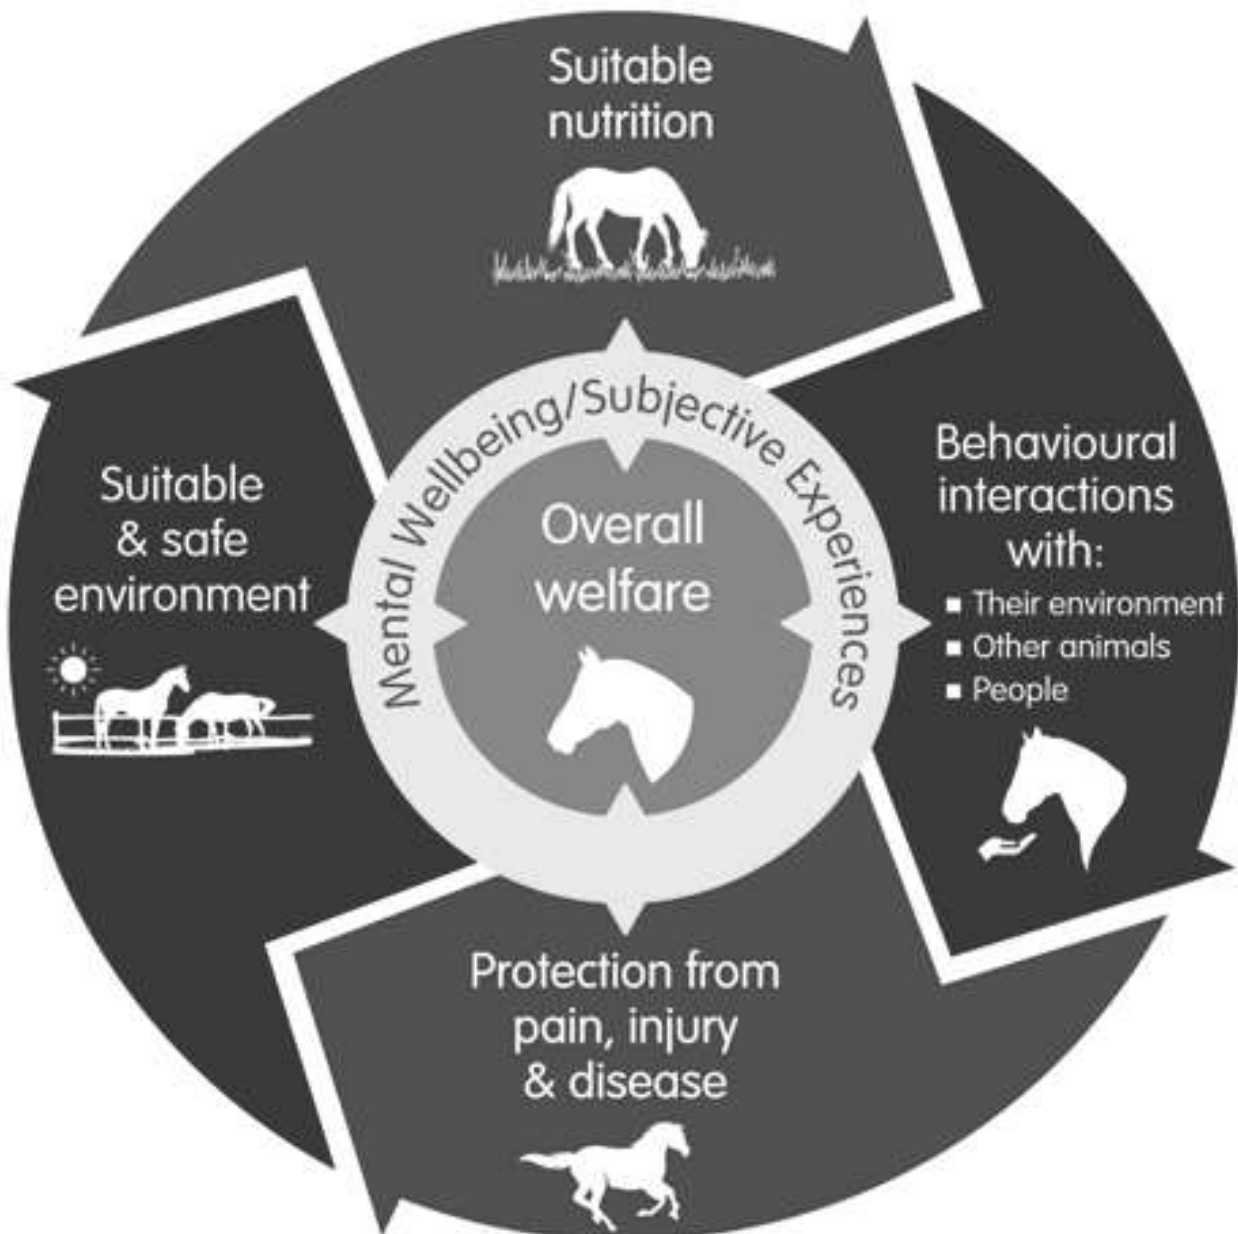 Suitable
nutrition
Behavioural
interactions
with:
▪ Their environment
▪ Other animals
▪ People
Protection from
pain, injury
& disease
Suitable
& safe
environment
Mental Wellbeing/Subjective Experiences
Overall
welfare